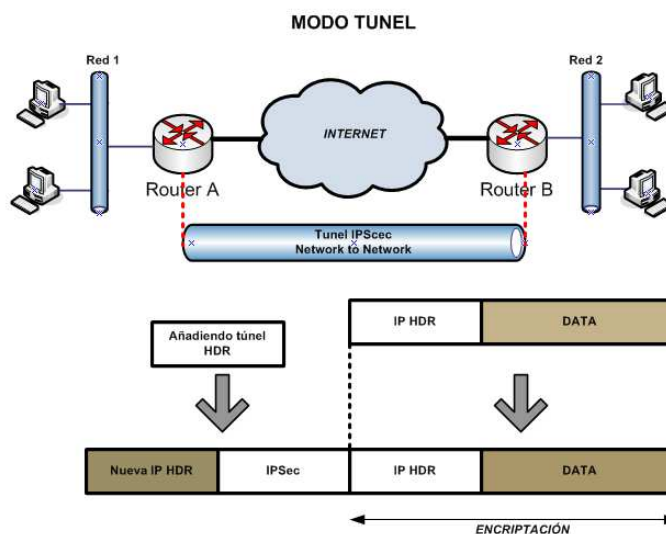 MODO TUNEL
Red 1
Red 2
INTERNET
Router A
Router B
Tunel IPScec
Network to Network
IP HDR
DATA
Añadiendo túnel
HDR
Nueva IP HDR
IPSec
IP HDR
DATA
ENCRIPTACIÓN